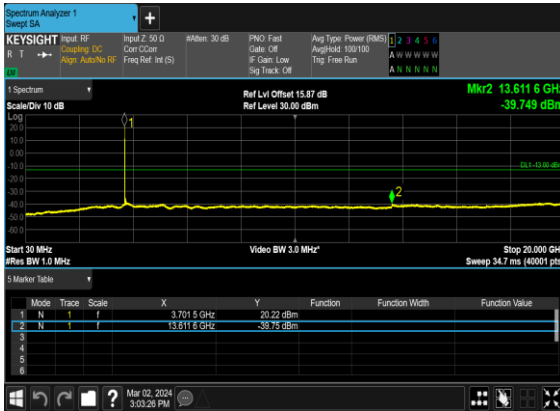 Spectrum Analyzer 1
Swept SA
+
KEYSIGHT Input: RF Input Z: 50 Ω #Atten: 30 dB PNO: Fast Avg Type: Power (RMS) 1 2 3 4 5 6
R T Coupling: DC Corr CCorr Gate: Off Avg|Hold: 100/100 A W W W W W
Align: Auto/No RF Freq Ref: Int (S) IF Gain: Low Trig: Free Run
Sig Track: Off A N N N N N
LXI
1 Spectrum Ref Lvl Offset 15.87 dB Mkr2 13.611 6 GHz
Scale/Div 10 dB Ref Level 30.00 dBm -39.749 dBm
Log
20.0
10.0
0.00
-10.0 DL1 -13.00 dBm
-20.0
-30.0
-40.0
-50.0
-60.0
1
2
Start 30 MHz Video BW 3.0 MHz* Stop 20.000 GHz
#Res BW 1.0 MHz Sweep 34.7 ms (40001 pts)
5 Marker Table
Mode Trace Scale X Y Function Function Width Function Value
1 N 1 f 3.701 5 GHz 20.22 dBm
2 N 1 f 13.611 6 GHz -39.75 dBm
3
4
5
6
? Mar 02, 2024
3:03:26 PM